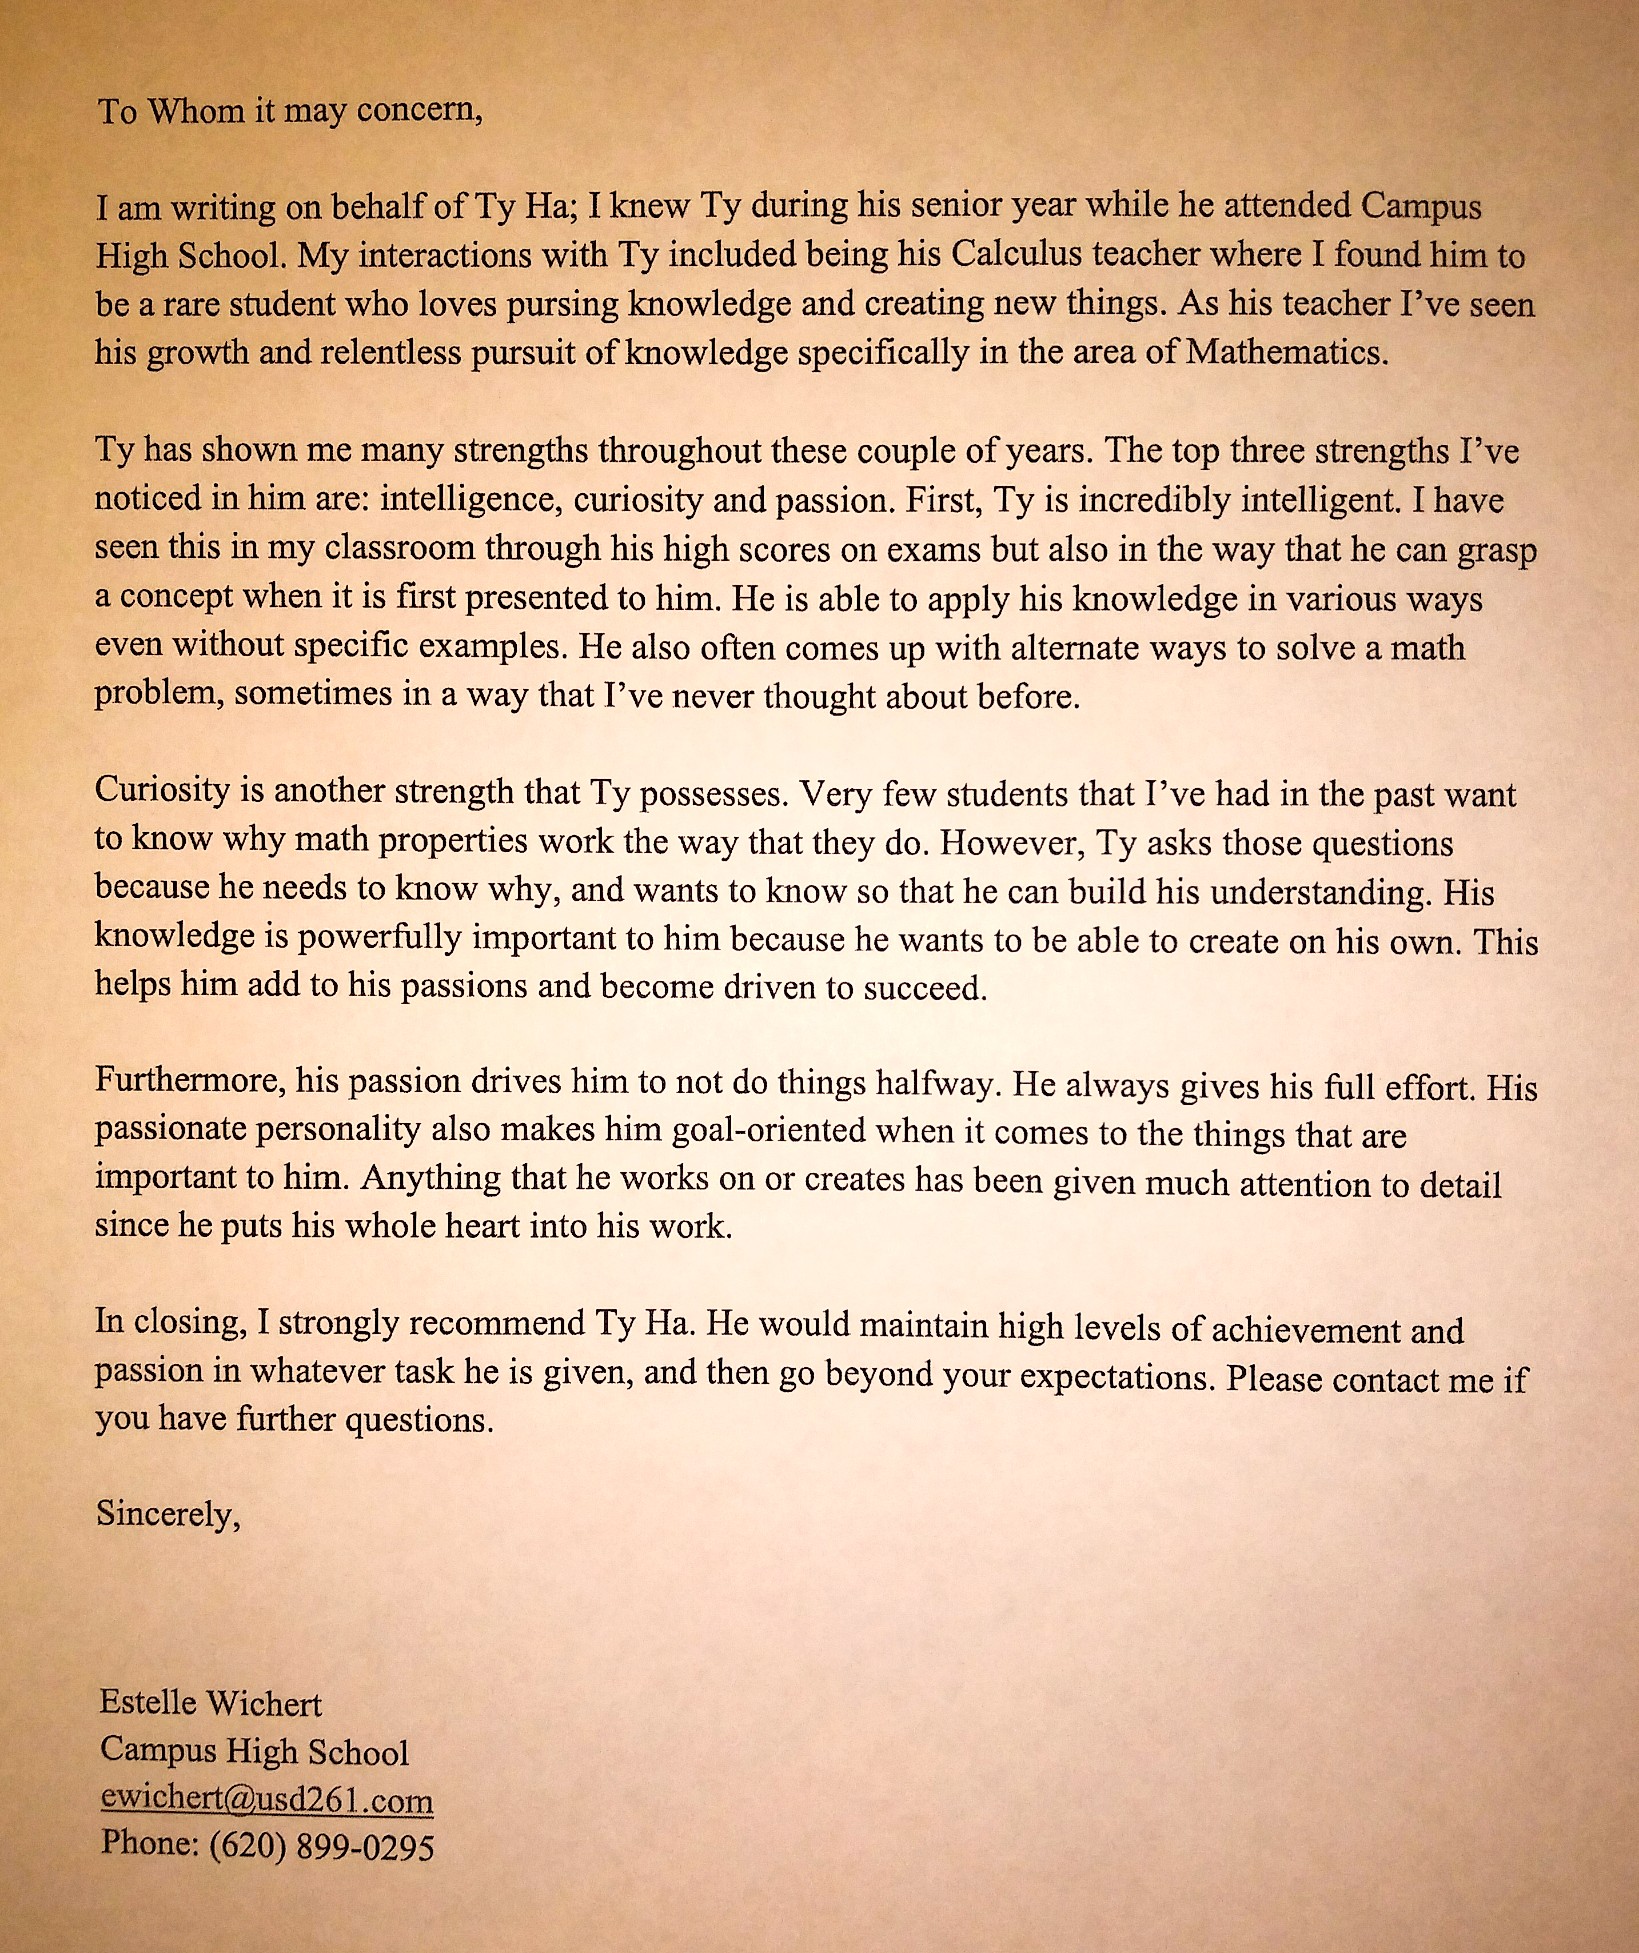 To Whom it may concern,
I am writing on behalf of Ty Ha; I knew Ty during his senior year while he attended Campus
High School. My interactions with Ty included being his Calculus teacher where I found him to
be a rare student who loves pursing knowledge and creating new things. As his teacher I’ve seen
his growth and relentless pursuit of knowledge specifically in the area of Mathematics.
Ty has shown me many strengths throughout these couple of years. The top three strengths I’ve
noticed in him are: intelligence, curiosity and passion. First, Ty is incredibly intelligent. I have
seen this in my classroom through his high scores on exams but also in the way that he can grasp
a concept when it is first presented to him. He is able to apply his knowledge in various ways
even without specific examples. He also often comes up with alternate ways to solve a math
problem, sometimes in a way that I’ve never thought about before.
Curiosity is another strength that Ty possesses. Very few students that I’ve had in the past want
to know why math properties work the way that they do. However, Ty asks those questions
because he needs to know why, and wants to know so that he can build his understanding. His
knowledge is powerfully important to him because he wants to be able to create on his own. This
helps him add to his passions and become driven to succeed.
Furthermore, his passion drives him to not do things halfway. He always gives his full effort. His
passionate personality also makes him goal-oriented when it comes to the things that are
important to him. Anything that he works on or creates has been given much attention to detail
since he puts his whole heart into his work.
In closing, I strongly recommend Ty Ha. He would maintain high levels of achievement and
passion in whatever task he is given, and then go beyond your expectations. Please contact me if
you have further questions.
Sincerely,
Estelle Wichert
Campus High School
ewichert@usd261.com
Phone: (620) 899-0295